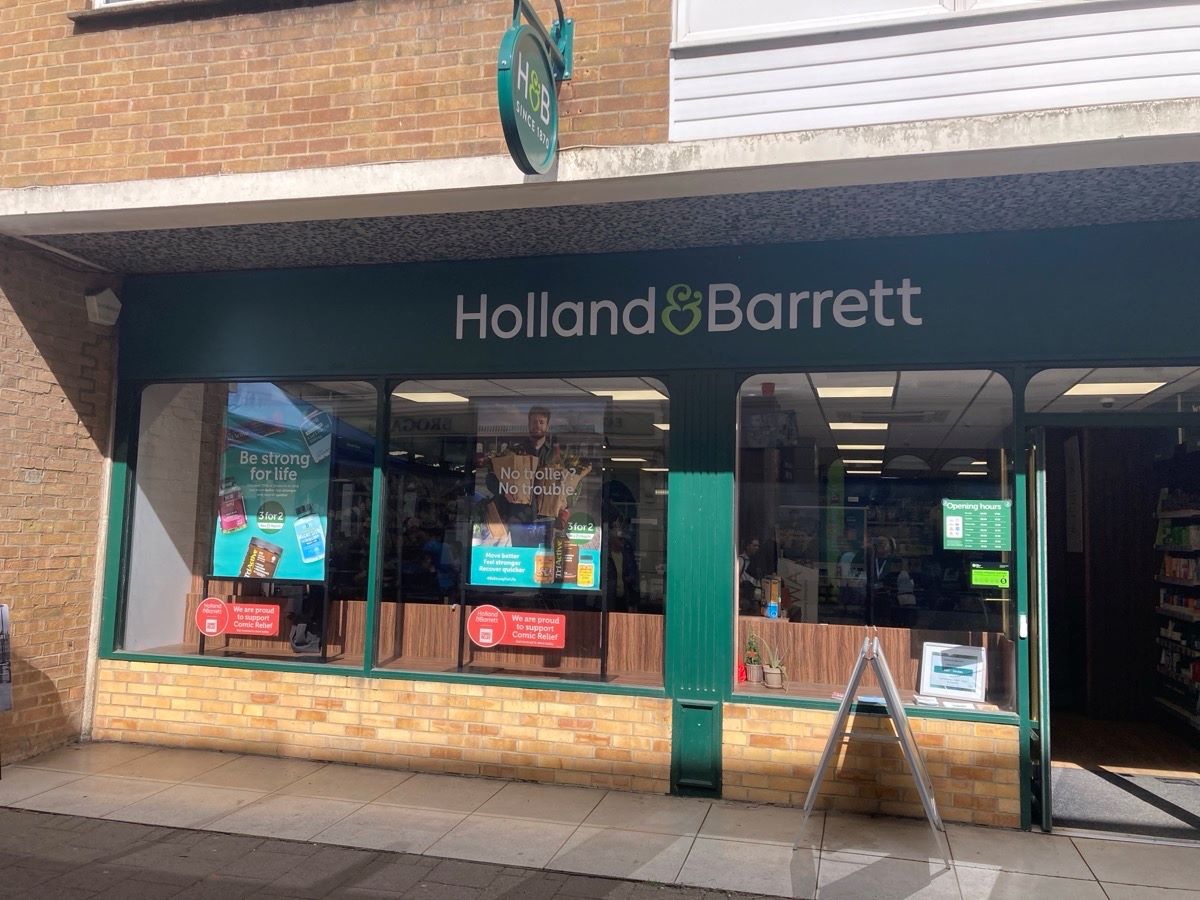 H&B
SINCE 1870
Holland & Barrett
Be strong
for life
3 for 2
No trolley?
No trouble.
3 for 2
Move better
Feel stronger
Recover quicker
Holland
&Barrett
We are proud
to support
Comic Relief
Holland
&Barrett
We are proud
to support
Comic Relief
Opening hours